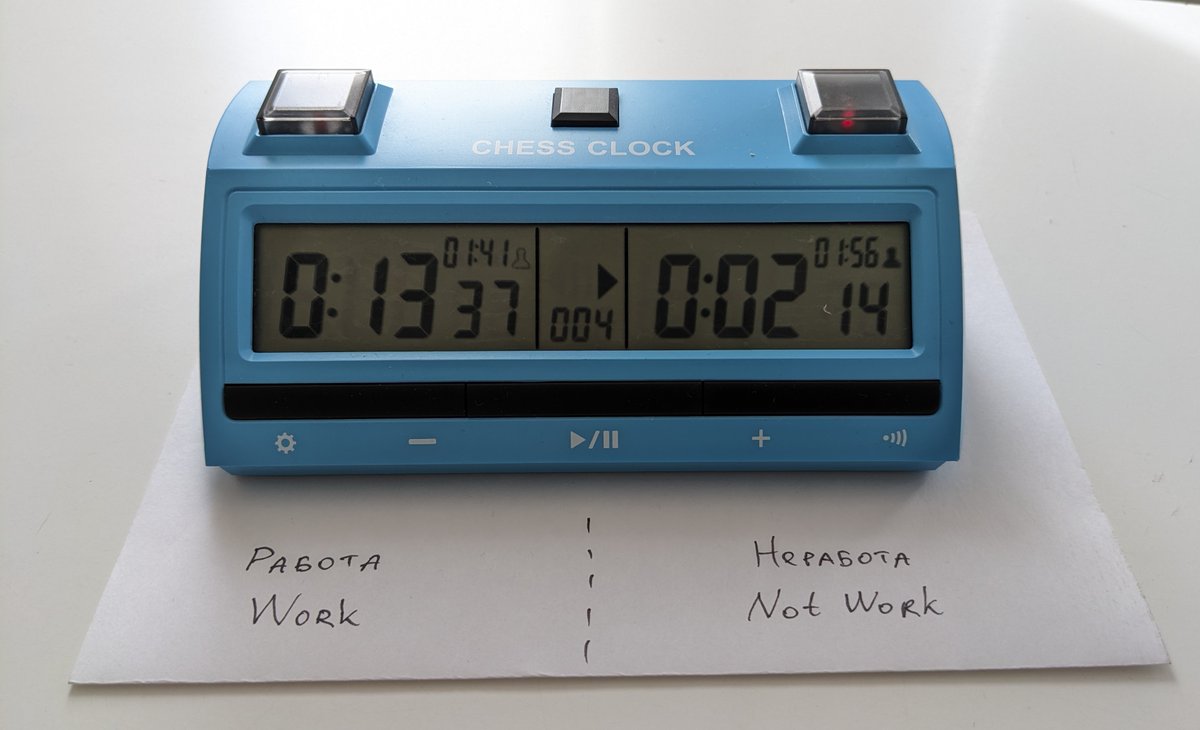 CHESS CLOCK
0:13 37 01:41
004
0:02 14 01:56
РАБОТА
WORK
НеРАБОТА
Not WORK